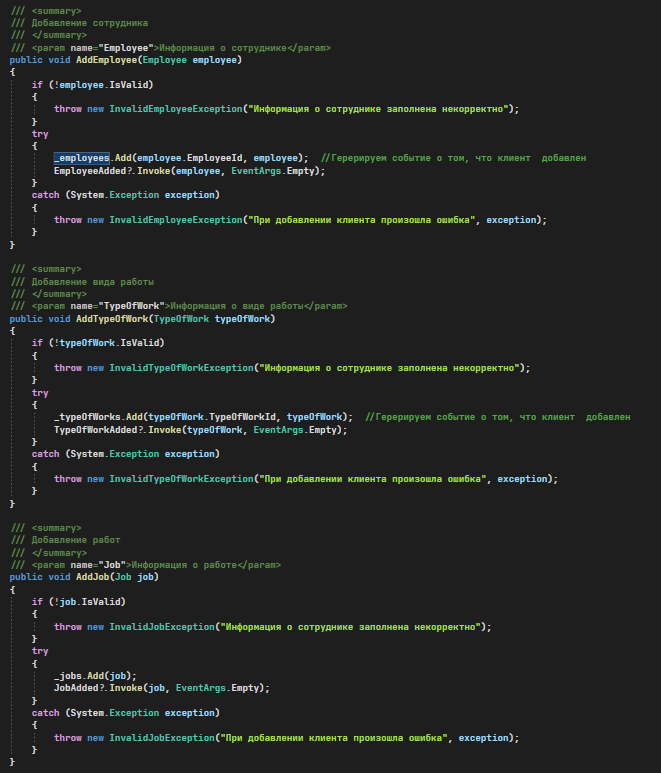 /// <summary>
/// Добавление сотрудника
/// </summary>
/// <param name="Employee">Информация о сотруднике</param>
public void AddEmployee(Employee employee)
{
if (!employee.IsValid)
{
throw new InvalidEmployeeException("Информация о сотруднике заполнена некорректно");
}
try
{
_employees.Add(employee.EmployeeId, employee); //Герерируем событие о том, что клиент добавлен
EmployeeAdded?.Invoke(employee, EventArgs.Empty);
}
catch (System.Exception exception)
{
throw new InvalidEmployeeException("При добавлении клиента произошла ошибка", exception);
}
}
/// <summary>
/// Добавление вида работы
/// </summary>
/// <param name="TypeOfWork">Информация о виде работы</param>
public void AddTypeOfWork(TypeOfWork typeOfWork)
{
if (!typeOfWork.IsValid)
{
throw new InvalidTypeOfWorkException("Информация о сотруднике заполнена некорректно");
}
try
{
_typeOfWorks.Add(typeOfWork.TypeOfWorkId, typeOfWork); //Герерируем событие о том, что клиент добавлен
TypeOfWorkAdded?.Invoke(typeOfWork, EventArgs.Empty);
}
catch (System.Exception exception)
{
throw new InvalidTypeOfWorkException("При добавлении клиента произошла ошибка", exception);
}
}
/// <summary>
/// Добавление работ
/// </summary>
/// <param name="Job">Информация о работе</param>
public void AddJob(Job job)
{
if (!job.IsValid)
{
throw new InvalidJobException("Информация о сотруднике заполнена некорректно");
}
try
{
_jobs.Add(job);
JobAdded?.Invoke(job, EventArgs.Empty);
}
catch (System.Exception exception)
{
throw new InvalidJobException("При добавлении клиента произошла ошибка", exception);
}
}